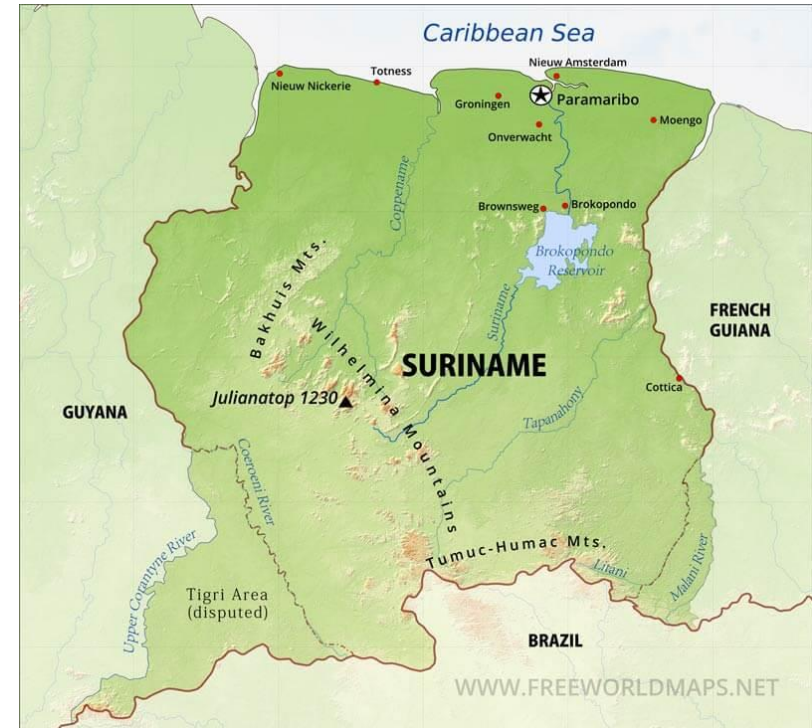 Caribbean Sea
Nieuw Amsterdam
Totness
Nieuw Nickerie
Groningen
Paramaribo
Moengo
Onverwacht
Coppename
Brownsweg
Brokopondo
Brokopondo
Reservoir
Bakhuis Mts.
Suriname
FRENCH
GUIANA
Wilhelmina Mountains
SURINAME
Julianatop 1230
Cottica
GUYANA
Tapanahony
Coeroeni River
Upper Corantyne River
Tumuc-Humac Mts.
Litani
Malani River
Tigri Area
(disputed)
BRAZIL
WWW.FREEWORLDMAPS.NET